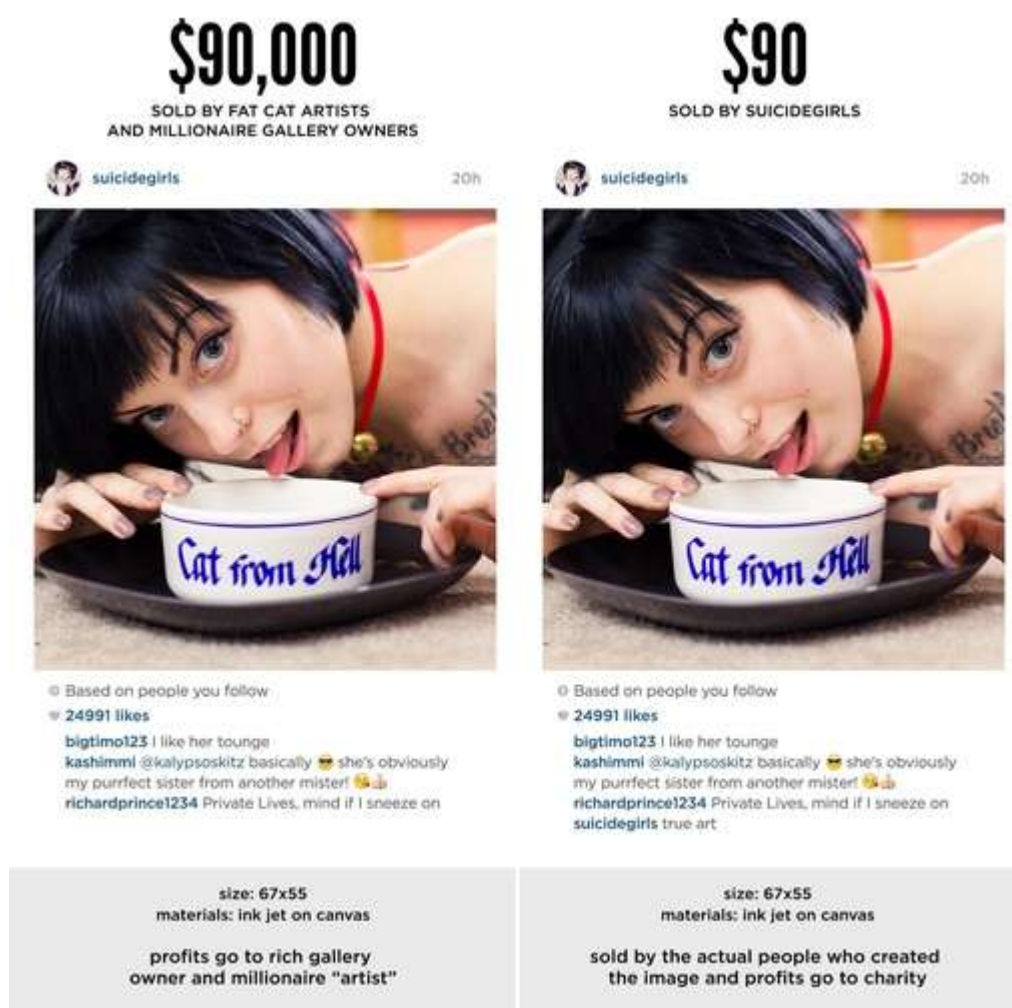 $90,000
SOLD BY FAT CAT ARTISTS
AND MILLIONAIRE GALLERY OWNERS
suicidegirls 20h
Cat from Hell
Based on people you follow
24991 likes
bigtimo123 I like her tounge
kashimmi @kalypsoskitz basically 😎 she's obviously
my purrfect sister from another mister! 😘👍
richardprince1234 Private Lives, mind if I sneeze on
size: 67x55
materials: ink jet on canvas
profits go to rich gallery
owner and millionaire “artist”
$90
SOLD BY SUICIDEGIRLS
suicidegirls 20h
Cat from Hell
Based on people you follow
24991 likes
bigtimo123 I like her tounge
kashimmi @kalypsoskitz basically 😎 she's obviously
my purrfect sister from another mister! 😘👍
richardprince1234 Private Lives, mind if I sneeze on
suicidegirls true art
size: 67x55
materials: ink jet on canvas
sold by the actual people who created
the image and profits go to charity